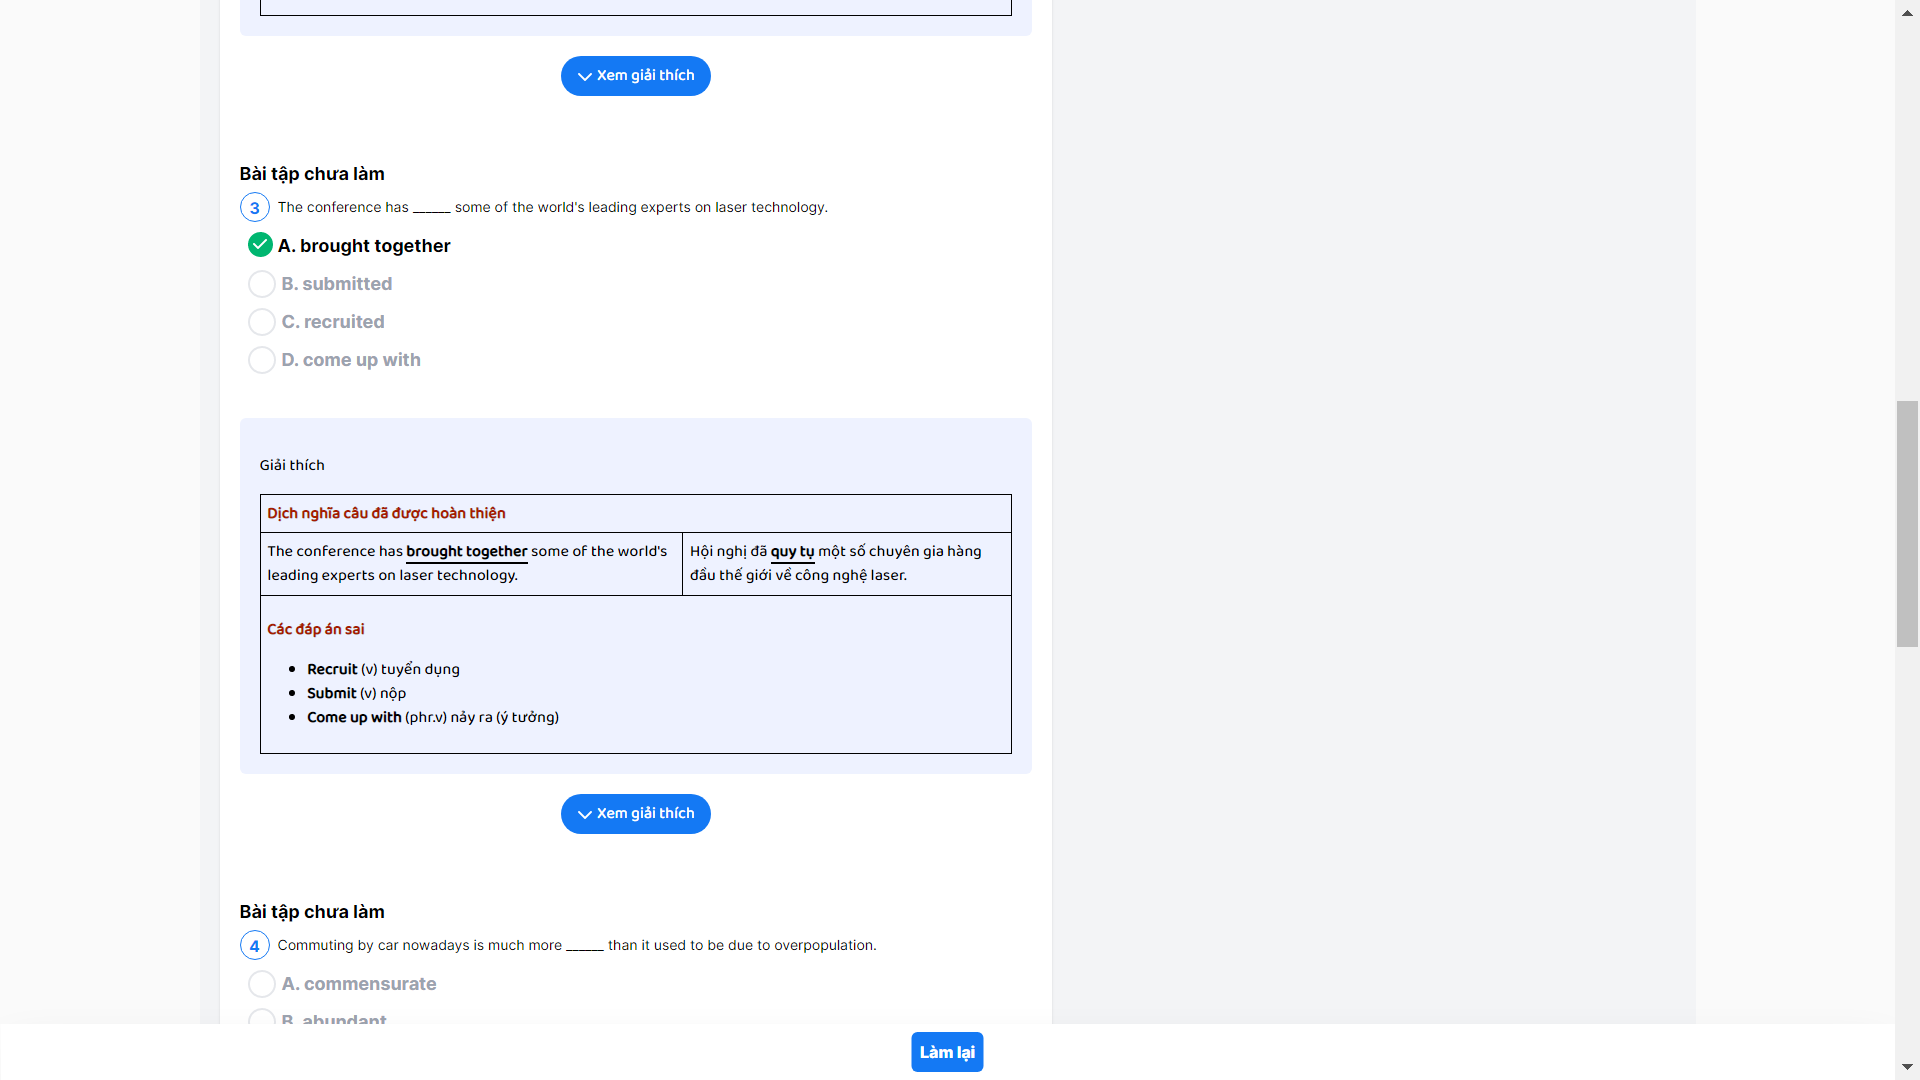 Xem giải thích
Bài tập chưa làm
3 The conference has ______ some of the world's leading experts on laser technology.
A. brought together
B. submitted
C. recruited
D. come up with
Giải thích
Dịch nghĩa câu đã được hoàn thiện
The conference has brought together some of the world's
leading experts on laser technology.
Hội nghị đã quy tụ một số chuyên gia hàng
đầu thế giới về công nghệ laser.
Các đáp án sai
• Recruit (v) tuyển dụng
• Submit (v) nộp
• Come up with (phr.v) nảy ra (ý tưởng)
Xem giải thích
Bài tập chưa làm
4 Commuting by car nowadays is much more ______ than it used to be due to overpopulation.
A. commensurate
B. abundant
Làm lại